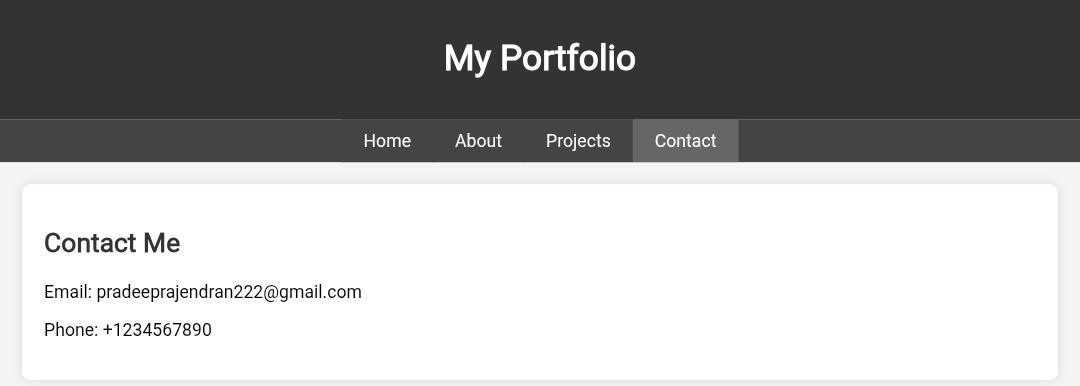 My Portfolio
Home About Projects Contact
Contact Me
Email: pradeeprajendran222@gmail.com
Phone: +1234567890